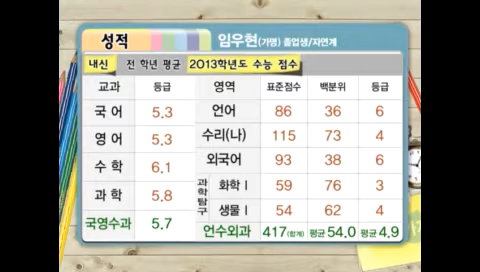 성적 임우현(가명) 졸업생/자연계
내신 전 학년 평균 2013학년도 수능 점수
교과 등급 영역 표준점수 백분위 등급
국 어 5.3 언어 86 36 6
영 어 5.3 수리(나) 115 73 4
수 학 6.1 외국어 93 38 6
과 학 5.8 과학탐구 화학 I 59 76 3
생물 I 54 62 4
국영수과 5.7 언수외과 417(합계) 평균 54.0 평균 4.9